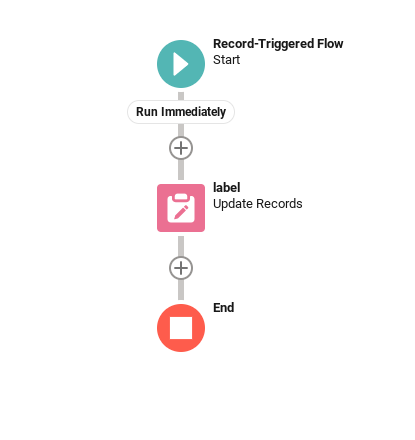 Record-Triggered Flow
Start
Run Immediately
label
Update Records
End